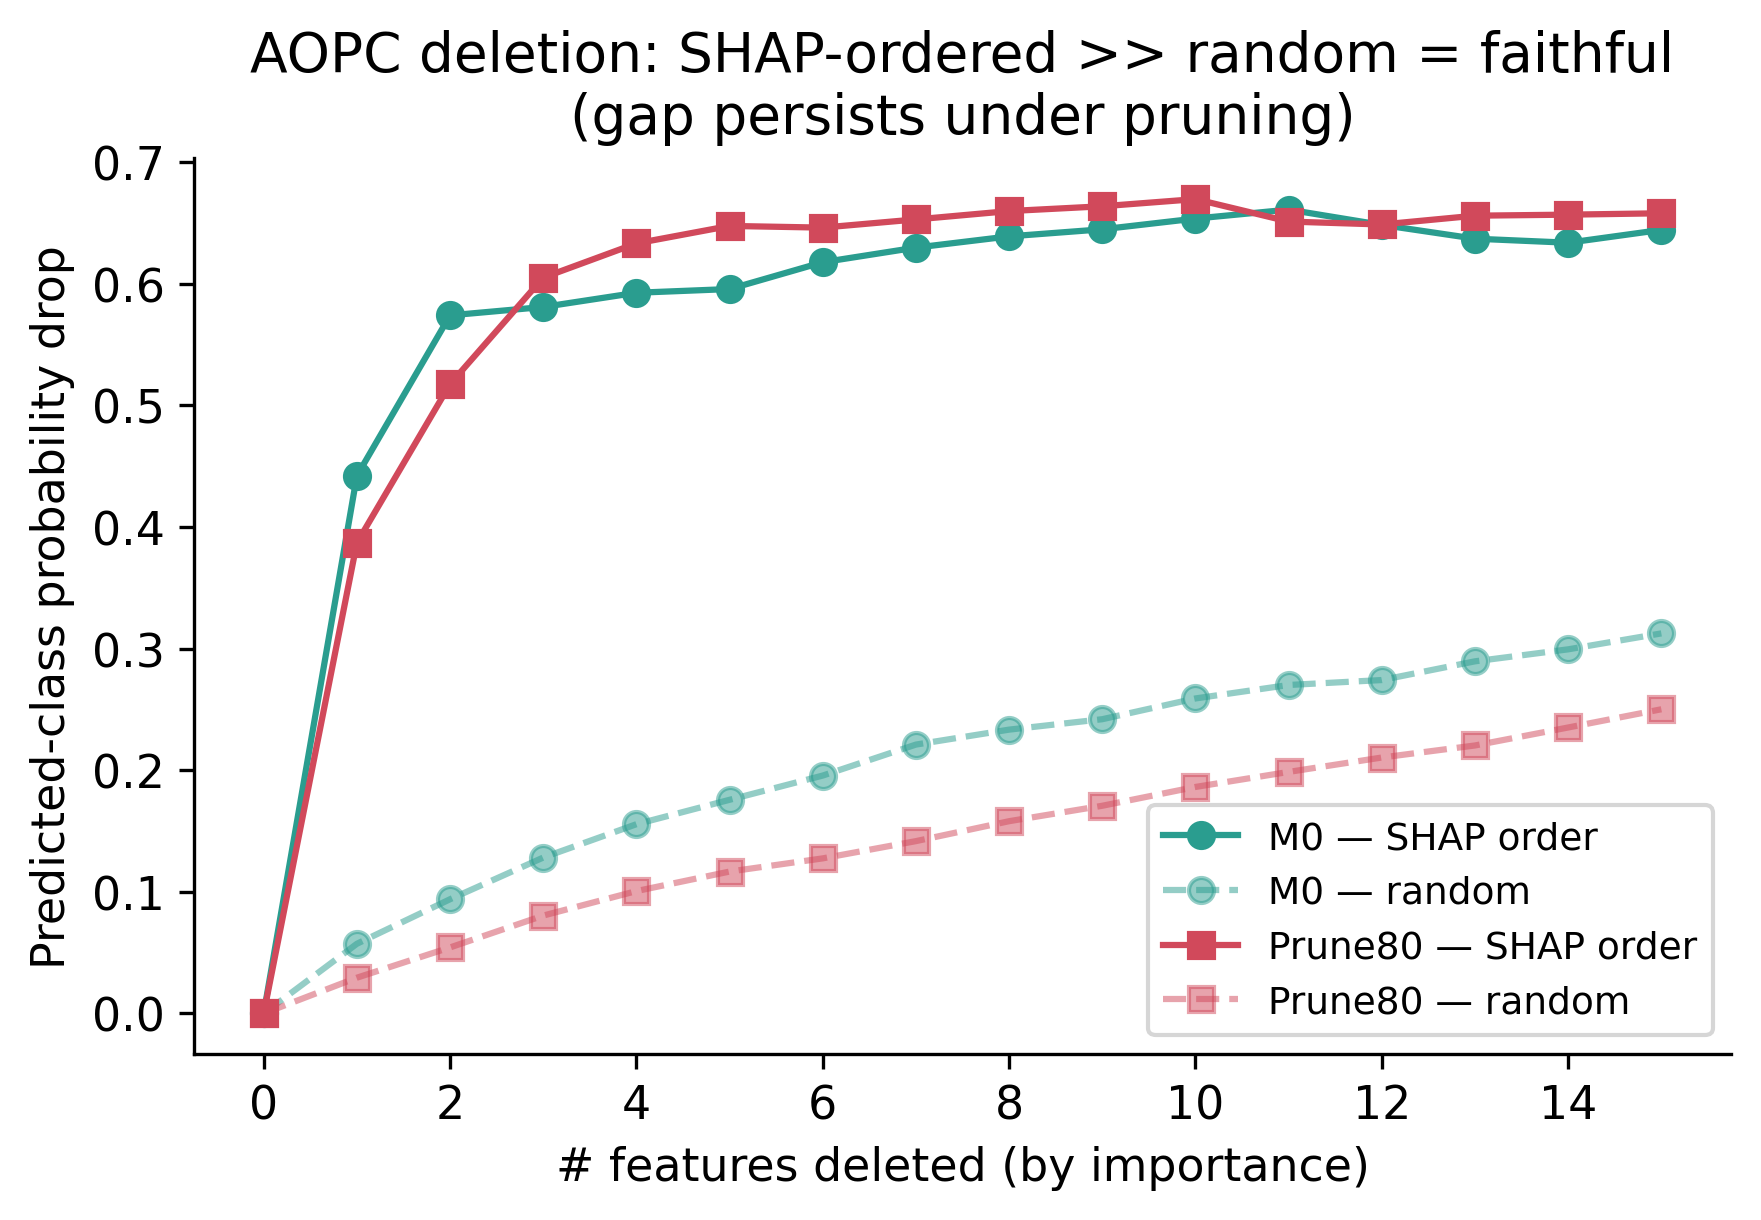 AOPC deletion: SHAP-ordered >> random = faithful
(gap persists under pruning)
Predicted-class probability drop
0.7
0.6
0.5
0.4
0.3
0.2
0.1
0.0
M0 — SHAP order
M0 — random
Prune80 — SHAP order
Prune80 — random
0 2 4 6 8 10 12 14
# features deleted (by importance)